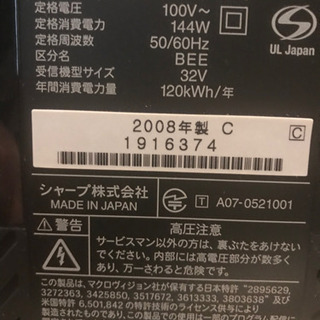 定格電圧 100V～
定格消費電力 144W
定格周波数 50/60Hz
区分名 BEE
受信機型サイズ 32V
年間消費電力量 120kWh/年
S
UL Japan
2008年製 C
1916374
C
シャープ株式会社
MADE IN JAPAN
T A07-0521001
⚠警告 高圧注意
サービスマン以外の方は、裏ぶたをあけないで
ください。内部には高電圧部分が数多く
あり、万一さわると危険です。
この製品は、マクロヴィジョン社が保有する日本特許 "2895629,
3272363, 3425850, 3517672, 3613333, 3803638" 及び
米国特許 6,501,842 の特許ライセンス供与により